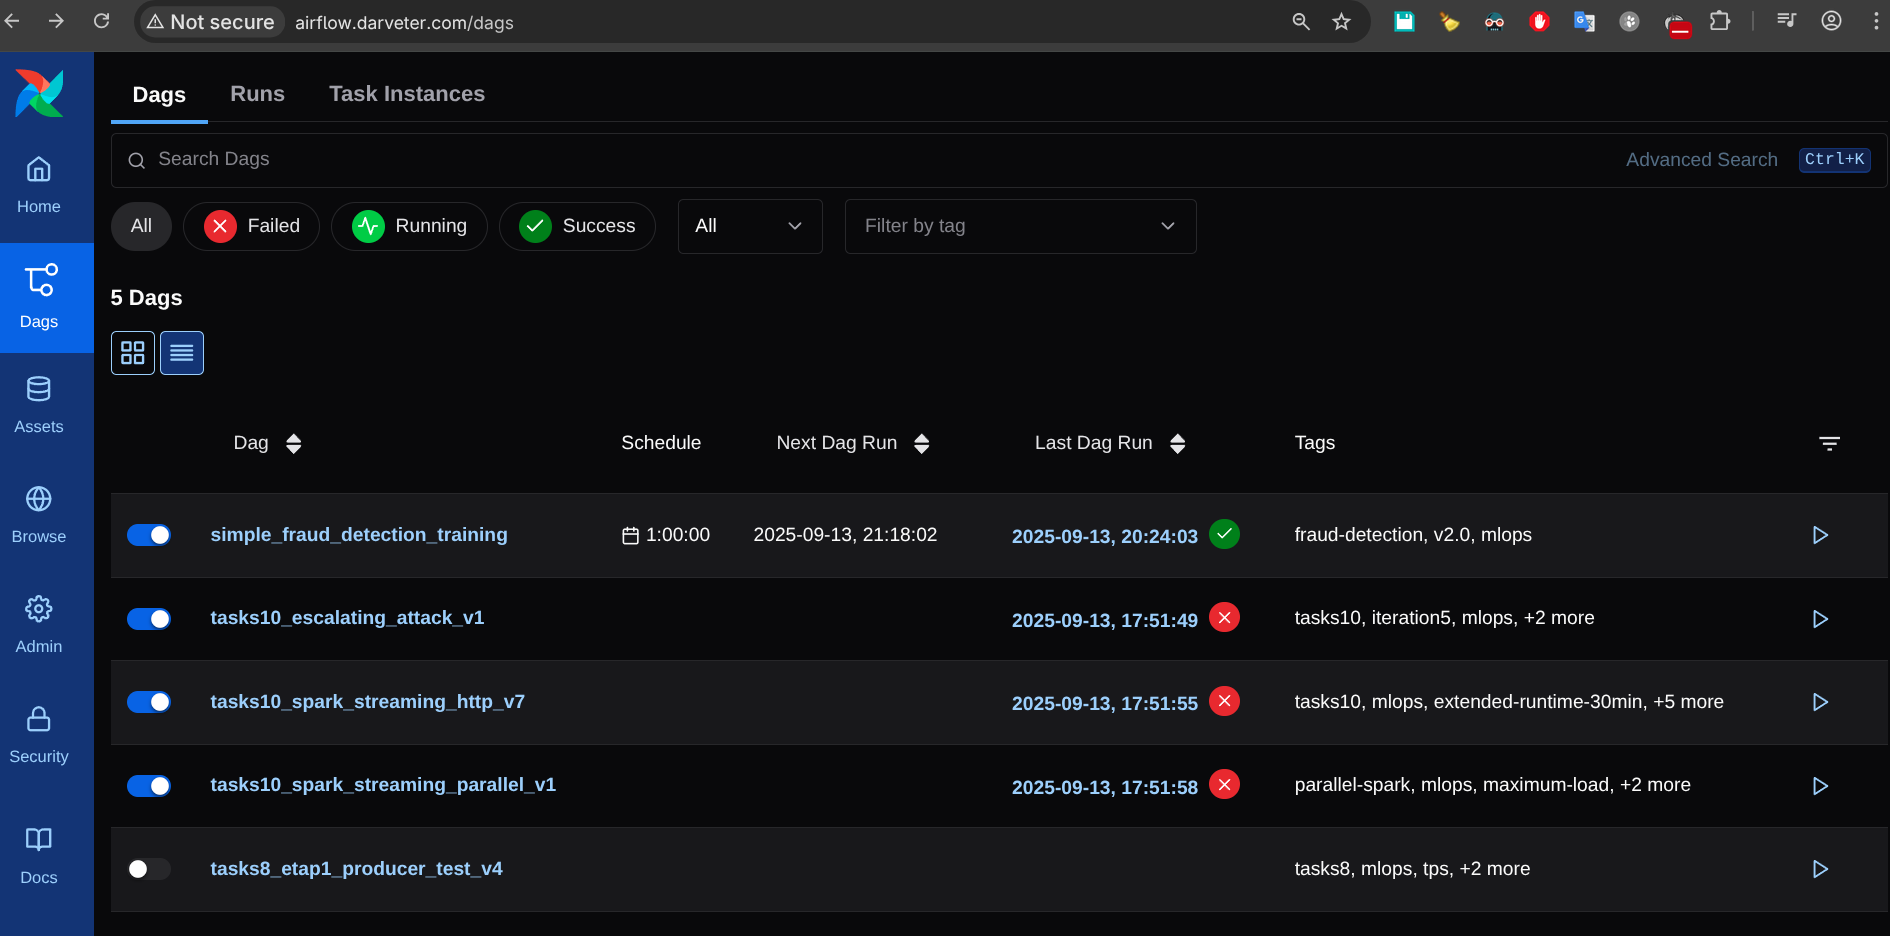 Not secure airflow.darveter.com/dags
Dags Runs Task Instances
Search Dags Advanced Search Ctrl+K
Home
All Failed Running Success All Filter by tag
5 Dags
Dags
Assets
Dag Schedule Next Dag Run Last Dag Run Tags
Browse
simple_fraud_detection_training 1:00:00 2025-09-13, 21:18:02 2025-09-13, 20:24:03 fraud-detection, v2.0, mlops
tasks10_escalating_attack_v1 2025-09-13, 17:51:49 tasks10, iteration5, mlops, +2 more
Admin
tasks10_spark_streaming_http_v7 2025-09-13, 17:51:55 tasks10, mlops, extended-runtime-30min, +5 more
Security
tasks10_spark_streaming_parallel_v1 2025-09-13, 17:51:58 parallel-spark, mlops, maximum-load, +2 more
tasks8_etap1_producer_test_v4 tasks8, mlops, tps, +2 more
Docs